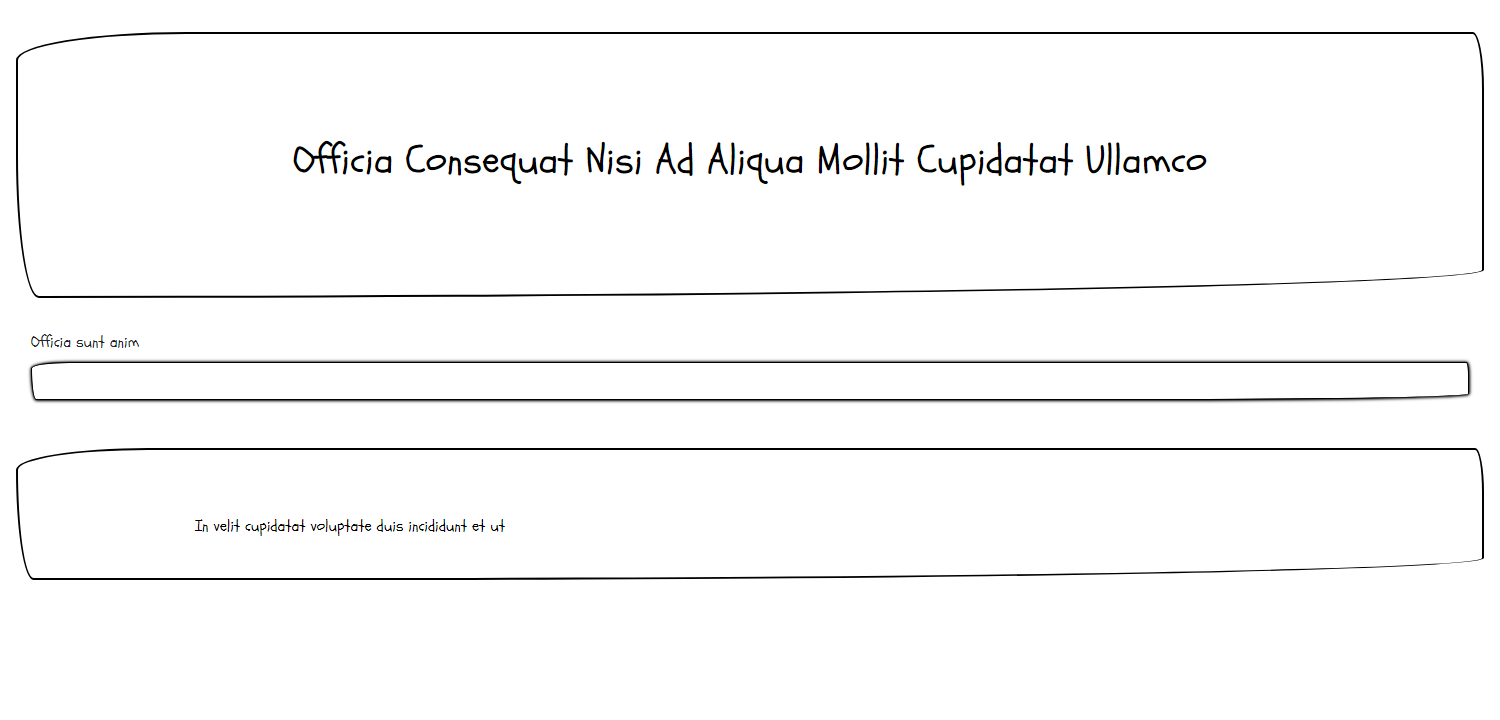 Officia Consequat Nisi Ad Aliqua Mollit Cupidatat Ullamco
Officia sunt anim
In velit cupidatat voluptate duis incididunt et ut